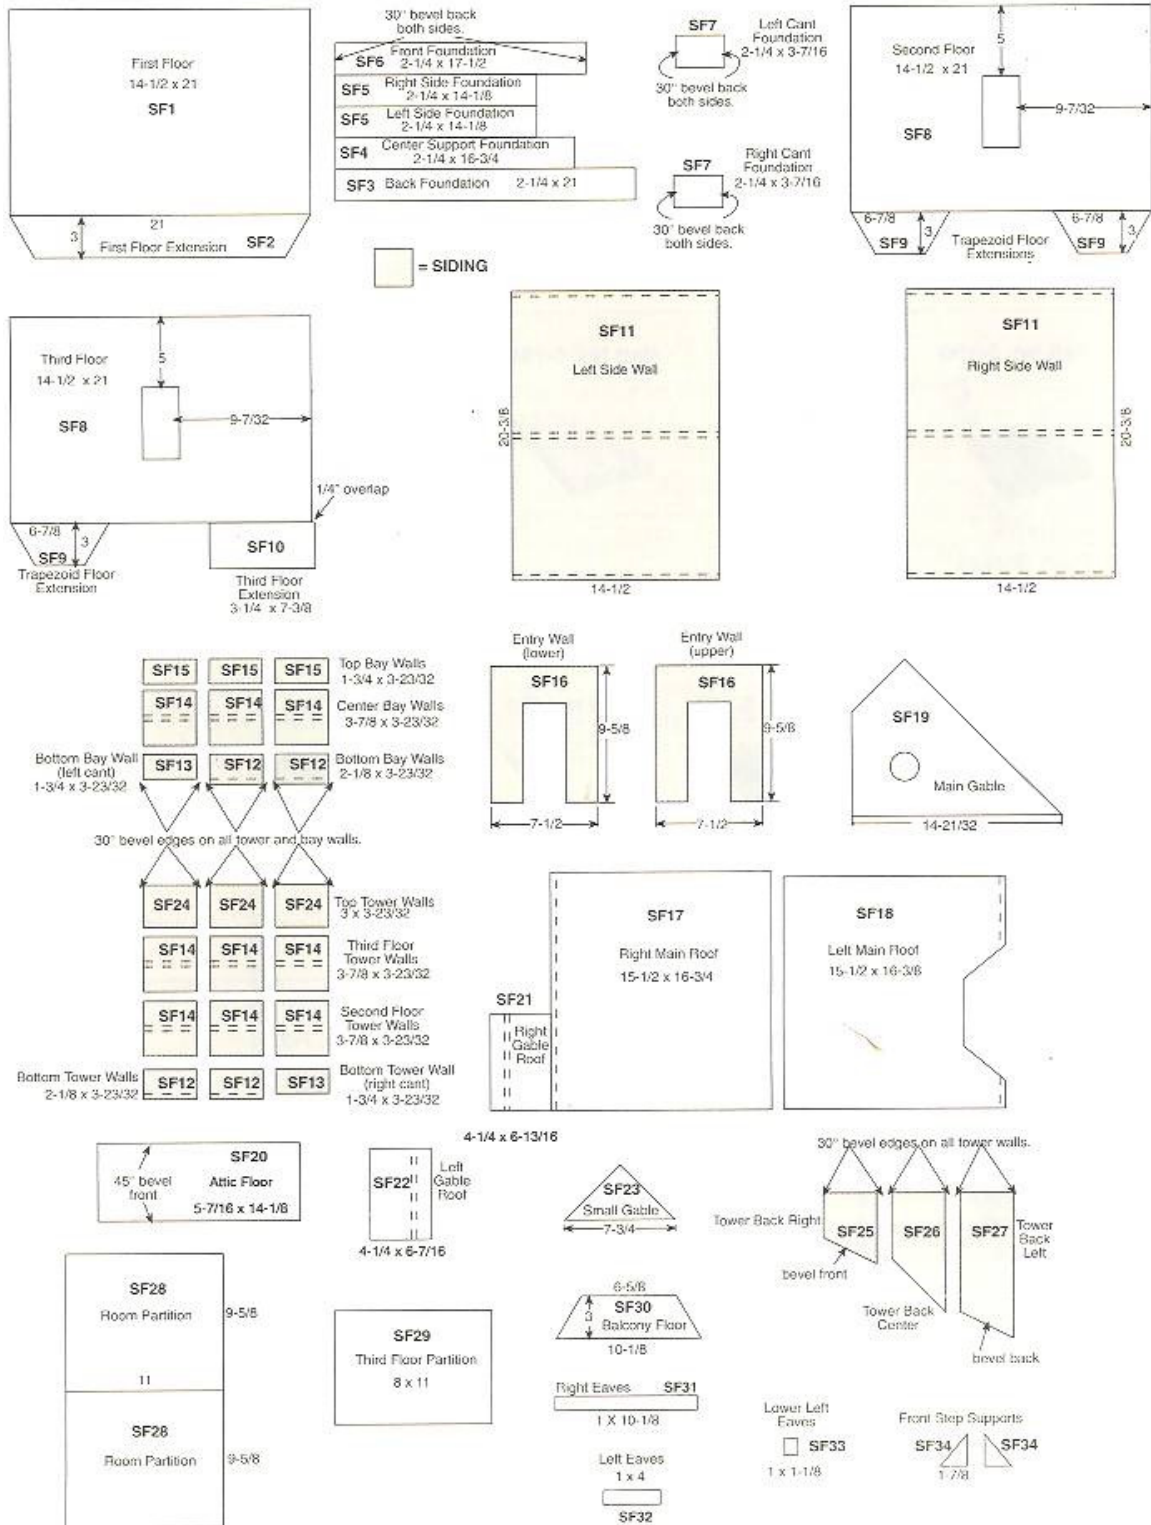 First Floor
14-1/2 x 21
SF1
21
3
First Floor Extension
SF2
30° bevel back
both sides.
Front Foundation
SF6
2-1/4 x 17-1/2
Right Side Foundation
SF5
2-1/4 x 14-1/8
Left Side Foundation
SF5
2-1/4 x 14-1/8
Center Support Foundation
SF4
2-1/4 x 16-3/4
SF3 Back Foundation 2-1/4 x 21
= SIDING
SF7
Left Cant
Foundation
2-1/4 x 3-7/16
30° bevel back
both sides.
SF7
Right Cant
Foundation
2-1/4 x 3-7/16
30° bevel back
both sides.
5
Second Floor
14-1/2 x 21
9-7/32
SF8
6-7/8
3
SF9
Trapezoid Floor
Extensions
6-7/8
3
SF9
Third Floor
14-1/2 x 21
5
9-7/32
SF8
1/4" overlap
6-7/8
3
SF9
Trapezoid Floor
Extension
SF10
Third Floor
Extension
3-1/4 x 7-3/8
SF11
Left Side Wall
20-3/8
14-1/2
SF11
Right Side Wall
20-3/8
14-1/2
SF15 SF15 SF15
Top Bay Walls
1-3/4 x 3-23/32
SF14 SF14 SF14
Center Bay Walls
3-7/8 x 3-23/32
Bottom Bay Wall
(left cant)
1-3/4 x 3-23/32
SF13 SF12 SF12
Bottom Bay Walls
2-1/8 x 3-23/32
30° bevel edges on all tower and bay walls.
SF24 SF24 SF24
Top Tower Walls
3 x 3-23/32
SF14 SF14 SF14
Third Floor
Tower Walls
3-7/8 x 3-23/32
SF14 SF14 SF14
Second Floor
Tower Walls
3-7/8 x 3-23/32
Bottom Tower Walls
2-1/8 x 3-23/32
SF12 SF12 SF13
Bottom Tower Wall
(right cant)
1-3/4 x 3-23/32
Entry Wall
(lower)
SF16
9-5/8
7-1/2
Entry Wall
(upper)
SF16
9-5/8
7-1/2
SF19
Main Gable
14-21/32
SF17
Right Main Roof
15-1/2 x 16-3/4
SF18
Left Main Roof
15-1/2 x 16-3/8
SF21
Right
Gable
Roof
4-1/4 x 6-13/16
45° bevel
front
SF20
Attic Floor
5-7/16 x 14-1/8
SF22
Left
Gable
Roof
4-1/4 x 6-7/16
SF23
Small Gable
7-3/4
30° bevel edges on all tower walls.
Tower Back Right
SF25
bevel front
SF26
Tower Back
Center
SF27
Tower
Back
Left
bevel back
SF28
Room Partition
9-5/8
11
SF28
Room Partition
9-5/8
SF29
Third Floor Partition
8 x 11
6-5/8
SF30
3
Balcony Floor
10-1/8
Right Eaves SF31
1 X 10-1/8
Left Eaves
1 x 4
SF32
Lower Left
Eaves
SF33
1 x 1-1/8
Front Step Supports
SF34
SF34
1-7/8